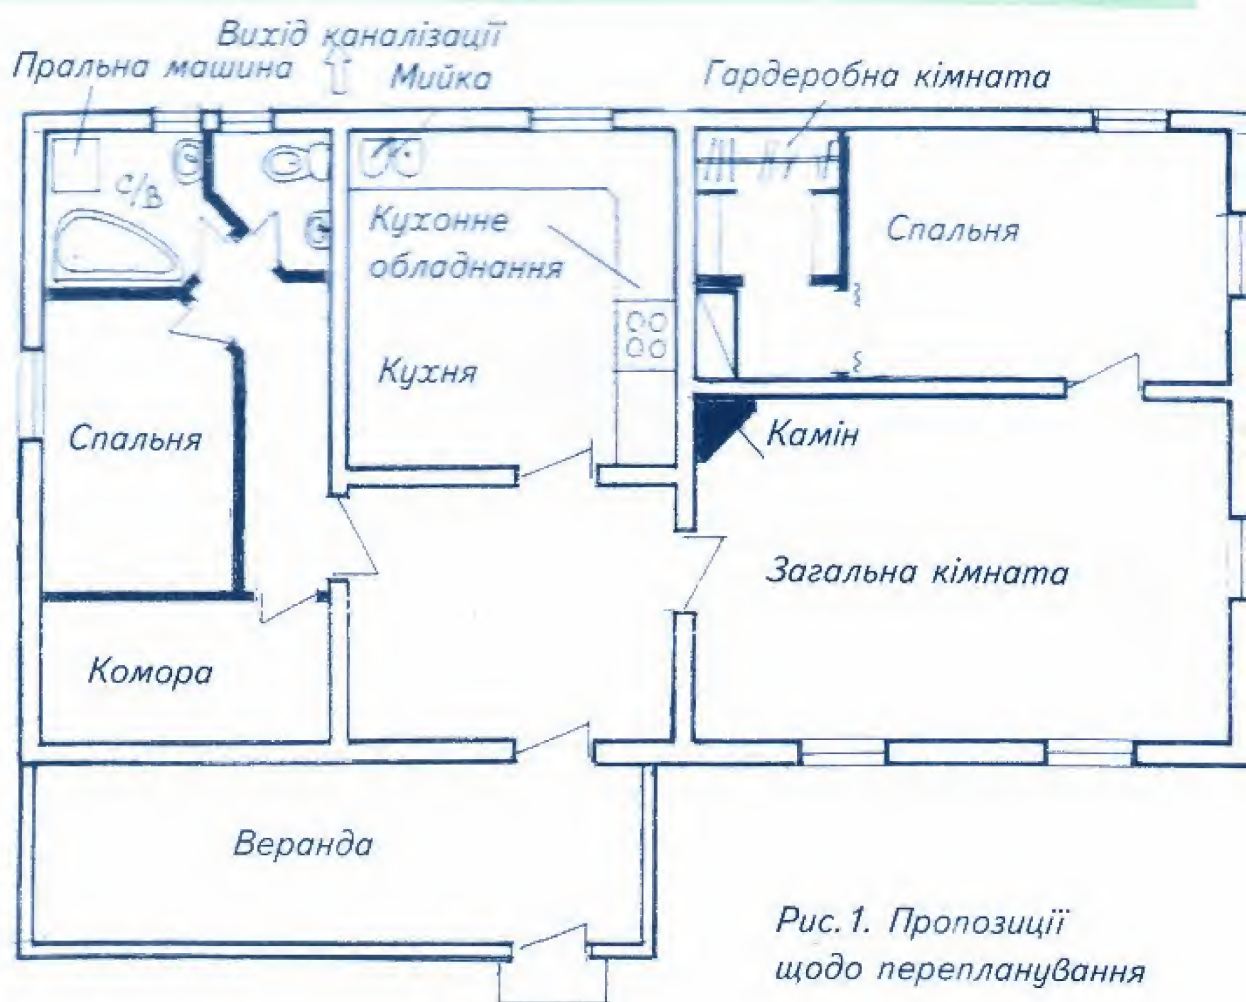 Вихід каналізації
Пральна машина
Мийка
Гардеробна кімната
С/В
Кухонне
обладнання
Спальня
Кухня
Спальня
Камін
Загальна кімната
Комора
Веранда
Рис. 1. Пропозиції
щодо перепланування